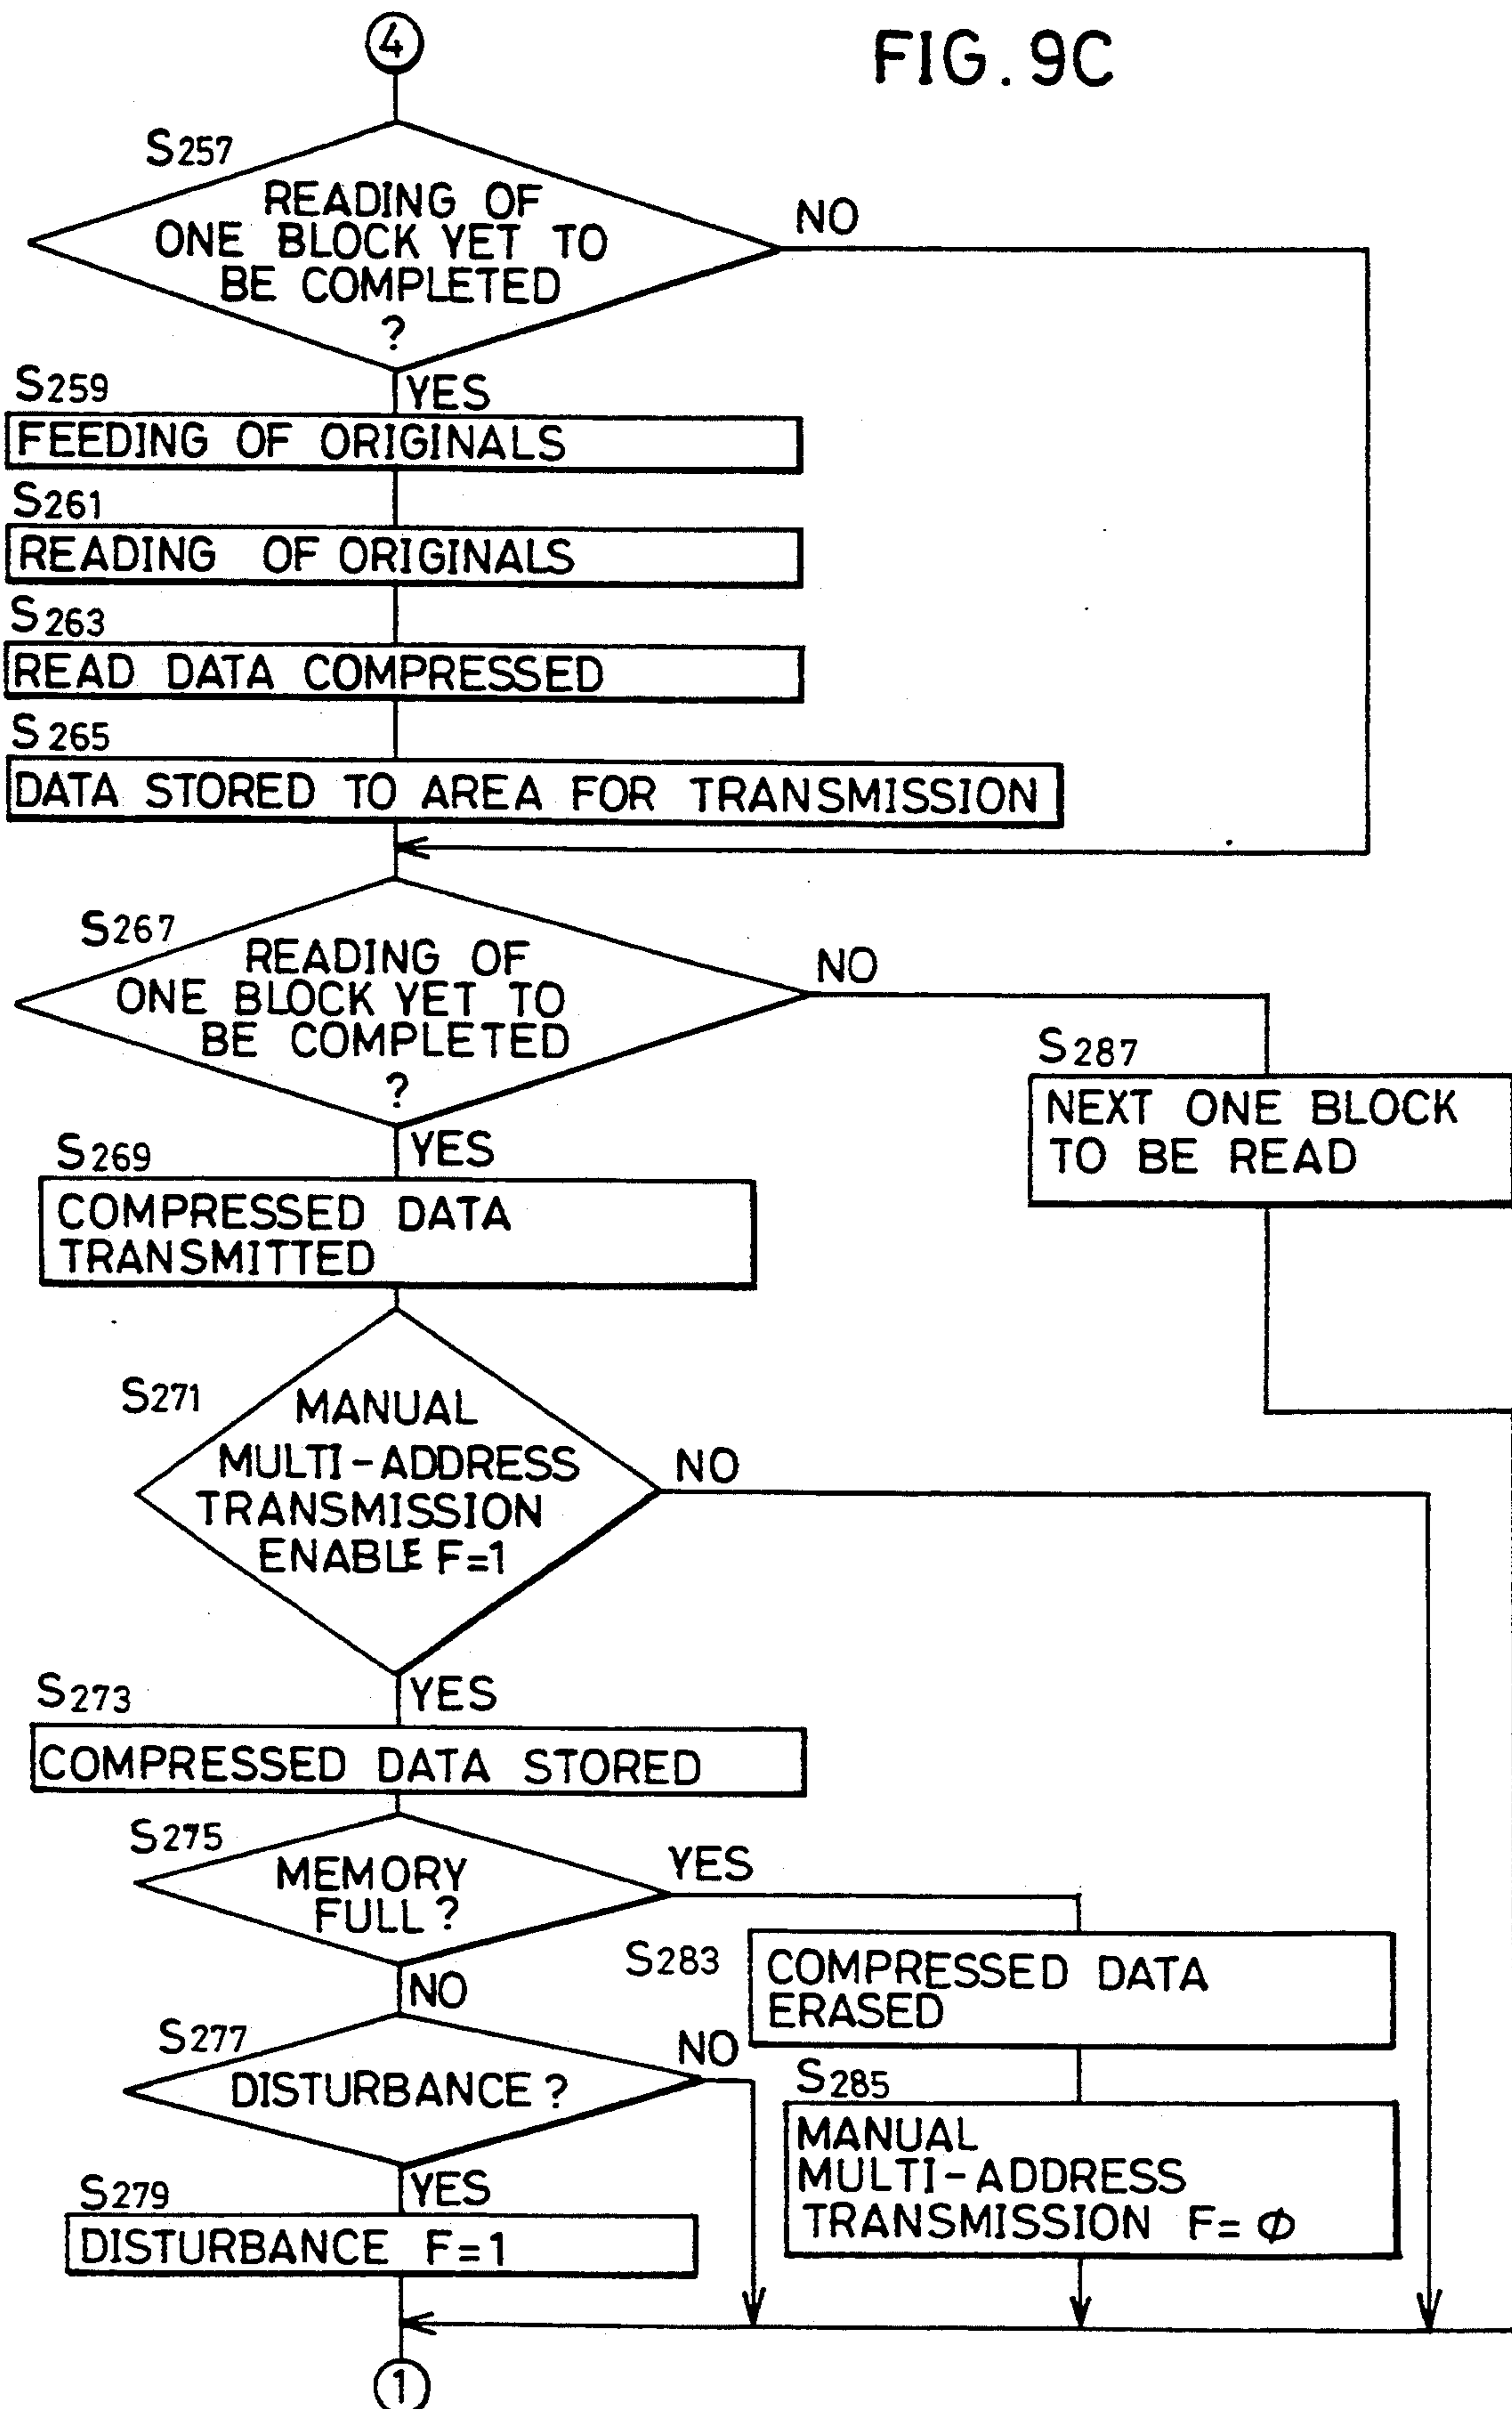 4
FIG. 9C
S257
READING OF
ONE BLOCK YET TO
BE COMPLETED
?
NO
YES
S259
FEEDING OF ORIGINALS
S261
READING OF ORIGINALS
S263
READ DATA COMPRESSED
S265
DATA STORED TO AREA FOR TRANSMISSION
S267
READING OF
ONE BLOCK YET TO
BE COMPLETED
?
NO
YES
S287
NEXT ONE BLOCK
TO BE READ
S269
COMPRESSED DATA
TRANSMITTED
S271
MANUAL
MULTI-ADDRESS
TRANSMISSION
ENABLE F=1
NO
YES
S273
COMPRESSED DATA STORED
S275
MEMORY
FULL?
YES
NO
S283
COMPRESSED DATA
ERASED
S277
DISTURBANCE?
NO
YES
S285
MANUAL
MULTI-ADDRESS
TRANSMISSION F=Φ
S279
DISTURBANCE F=1
1